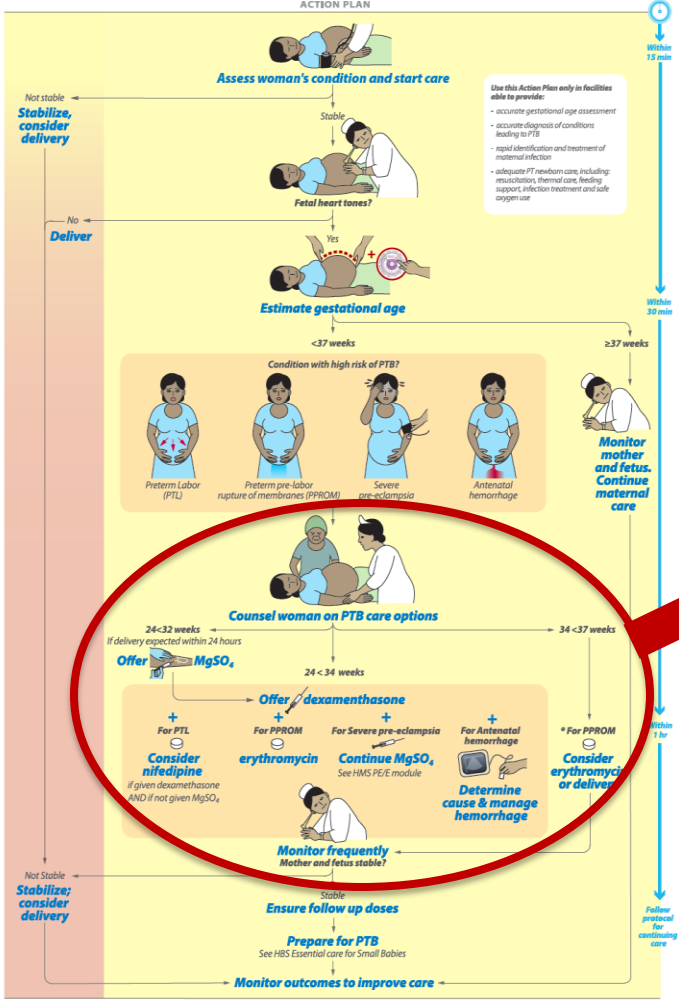 ACTION PLAN
Within
15 min
Assess woman's condition and start care
Use this Action Plan only in facilities
able to provide:
- accurate gestational age assessment
- accurate diagnosis of conditions
leading to PTB
- rapid identification and treatment of
maternal infection
- adequate PT newborn care, including:
resuscitation, thermal care, feeding
support, infection treatment and safe
oxygen use
Not stable
Stabilize,
consider
delivery
Stable
Fetal heart tones?
No
Deliver
Yes
+
Estimate gestational age
Within
30 min
<37 weeks
≥37 weeks
Condition with high risk of PTB?
Preterm Labor
(PTL)
Preterm pre-labor
rupture of membranes (PPROM)
Severe
pre-eclampsia
Antenatal
hemorrhage
Monitor
mother
and fetus.
Continue
maternal
care
Counsel woman on PTB care options
24<32 weeks
If delivery expected within 24 hours
Offer MgSO₄
34 <37 weeks
24 < 34 weeks
Offer dexamethasone
+
For PTL
Consider
nifedipine
if given dexamethasone
AND if not given MgSO₄
+
For PPROM
erythromycin
+
For Severe pre-eclampsia
Continue MgSO₄
See HMS PE/E module
+
For Antenatal
hemorrhage
Determine
cause & manage
hemorrhage
* For PPROM
Consider
erythromycin
or deliver
Within
1 hr
Monitor frequently
Mother and fetus stable?
Not Stable
Stabilize;
consider
delivery
Stable
Ensure follow up doses
Prepare for PTB
See HBS Essential care for Small Babies
Monitor outcomes to improve care
Follow
protocol
for
continuing
care